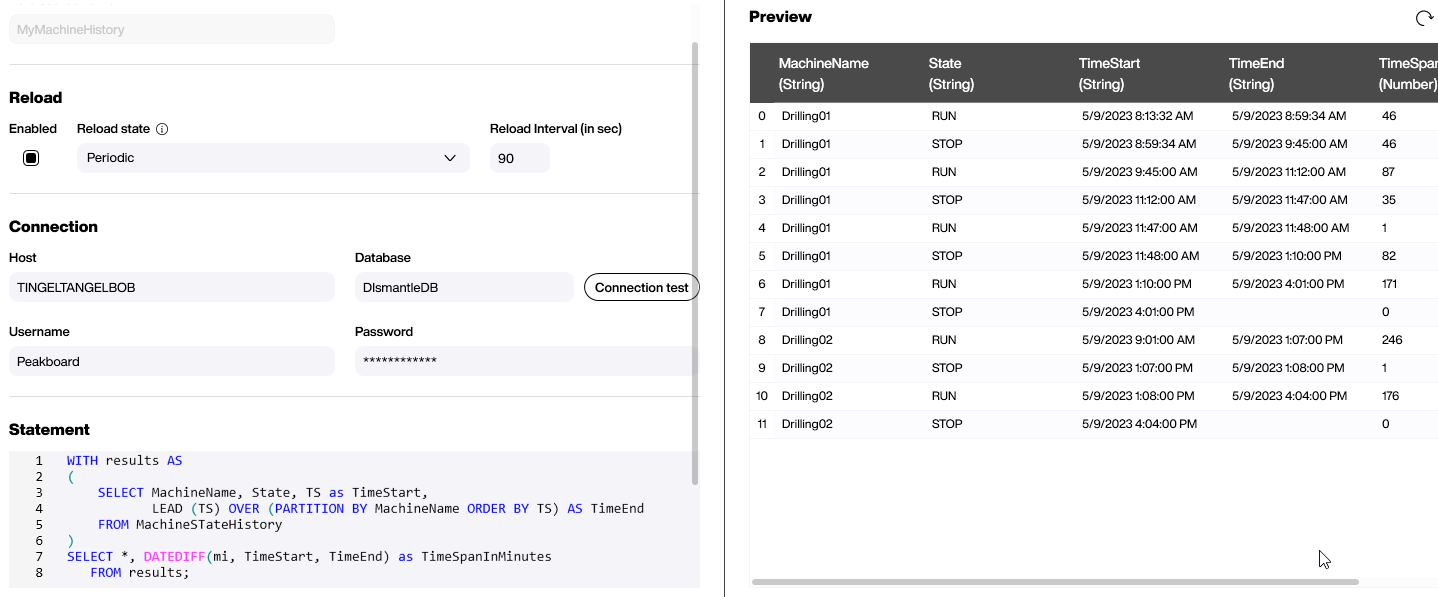 MyMachineHistory
Reload
Enabled Reload state Reload Interval (in sec)
Periodic 90
Connection
Host Database
TINGELTANGELBOB DIsmantleDB Connection test
Username Password
Peakboard ************
Statement
1 WITH results AS
2 (
3 SELECT MachineName, State, TS as TimeStart,
4 LEAD (TS) OVER (PARTITION BY MachineName ORDER BY TS) AS TimeEnd
5 FROM MachineSTateHistory
6 )
7 SELECT *, DATEDIFF(mi, TimeStart, TimeEnd) as TimeSpanInMinutes
8 FROM results;
Preview
MachineName State TimeStart TimeEnd TimeSpan
(String) (String) (String) (String) (Number)
0 Drilling01 RUN 5/9/2023 8:13:32 AM 5/9/2023 8:59:34 AM 46
1 Drilling01 STOP 5/9/2023 8:59:34 AM 5/9/2023 9:45:00 AM 46
2 Drilling01 RUN 5/9/2023 9:45:00 AM 5/9/2023 11:12:00 AM 87
3 Drilling01 STOP 5/9/2023 11:12:00 AM 5/9/2023 11:47:00 AM 35
4 Drilling01 RUN 5/9/2023 11:47:00 AM 5/9/2023 11:48:00 AM 1
5 Drilling01 STOP 5/9/2023 11:48:00 AM 5/9/2023 1:10:00 PM 82
6 Drilling01 RUN 5/9/2023 1:10:00 PM 5/9/2023 4:01:00 PM 171
7 Drilling01 STOP 5/9/2023 4:01:00 PM 0
8 Drilling02 RUN 5/9/2023 9:01:00 AM 5/9/2023 1:07:00 PM 246
9 Drilling02 STOP 5/9/2023 1:07:00 PM 5/9/2023 1:08:00 PM 1
10 Drilling02 RUN 5/9/2023 1:08:00 PM 5/9/2023 4:04:00 PM 176
11 Drilling02 STOP 5/9/2023 4:04:00 PM 0